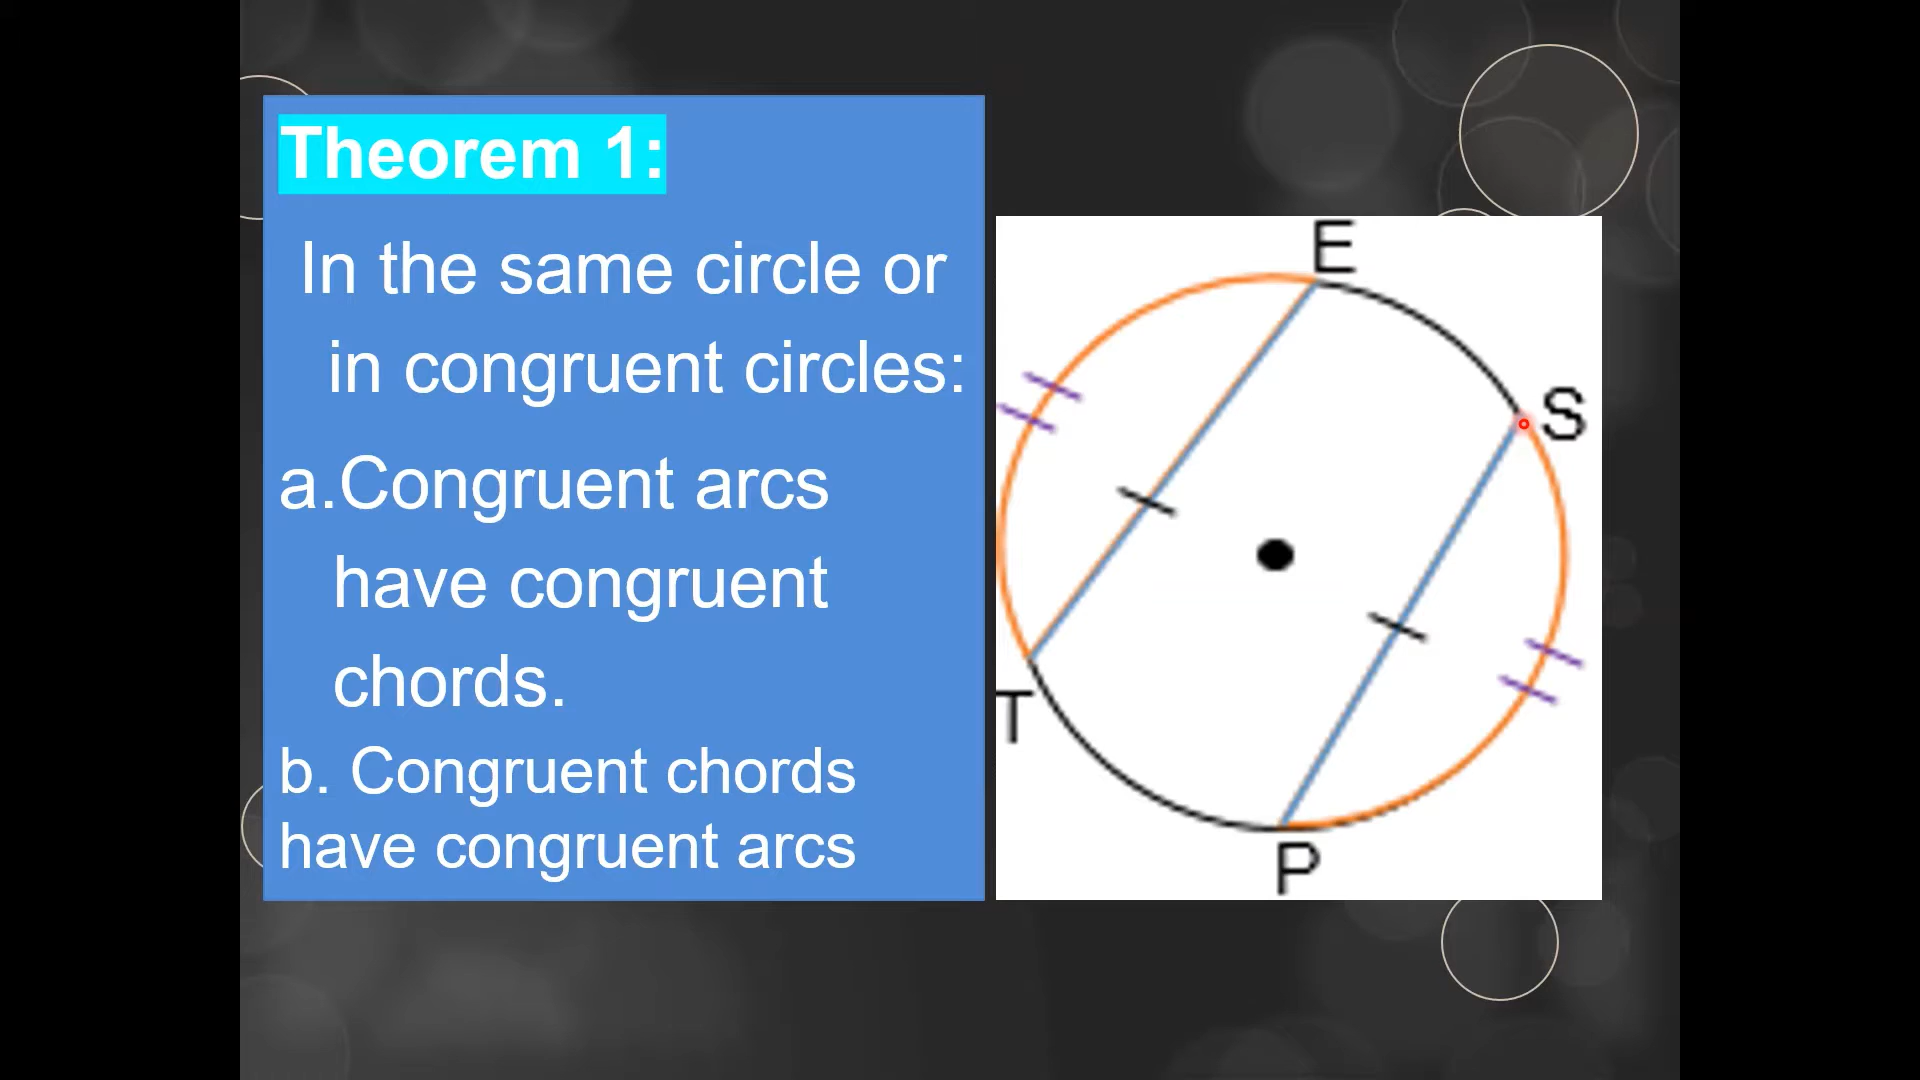 Theorem 1:
In the same circle or
in congruent circles:
a.Congruent arcs
have congruent
chords.
b. Congruent chords
have congruent arcs
E
S
T
P